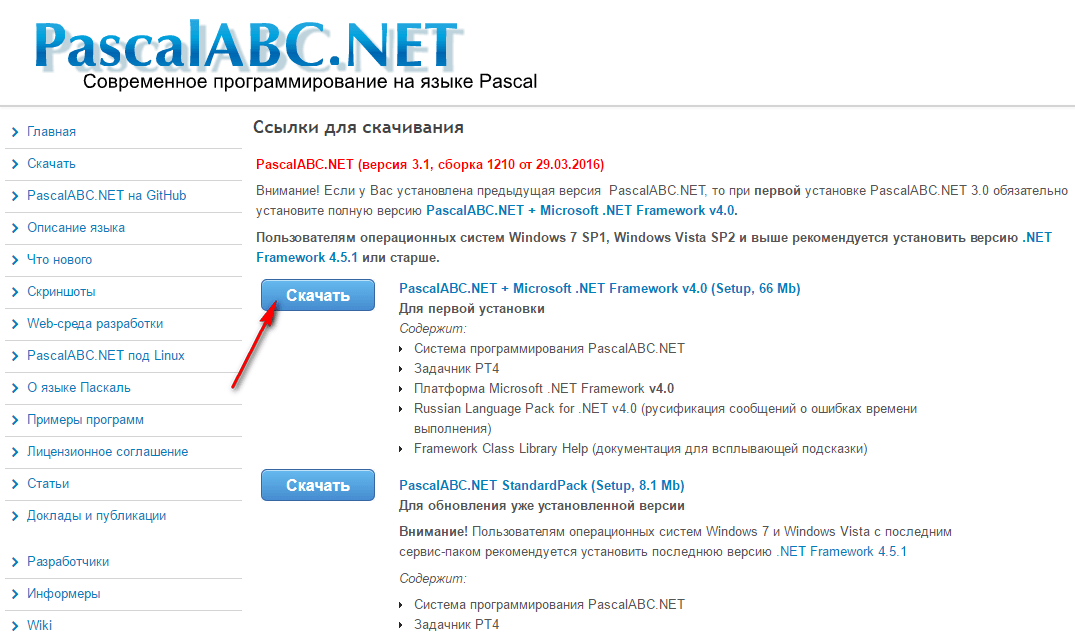 PascalABC.NET
Современное программирование на языке Pascal
Главная
Скачать
PascalABC.NET на GitHub
Описание языка
Что нового
Скриншоты
Web-среда разработки
PascalABC.NET под Linux
О языке Паскаль
Примеры программ
Лицензионное соглашение
Статьи
Доклады и публикации
Разработчики
Информеры
Wiki
Ссылки для скачивания
PascalABC.NET (версия 3.1, сборка 1210 от 29.03.2016)
Внимание! Если у Вас установлена предыдущая версия PascalABC.NET, то при первой установке PascalABC.NET 3.0 обязательно
установите полную версию PascalABC.NET + Microsoft .NET Framework v4.0.
Пользователям операционных систем Windows 7 SP1, Windows Vista SP2 и выше рекомендуется установить версию .NET
Framework 4.5.1 или старше.
Скачать
PascalABC.NET + Microsoft .NET Framework v4.0 (Setup, 66 Mb)
Для первой установки
Содержит:
Система программирования PascalABC.NET
Задачник PT4
Платформа Microsoft .NET Framework v4.0
Russian Language Pack for .NET v4.0 (русификация сообщений о ошибках времени
выполнения)
Framework Class Library Help (документация для всплывающей подсказки)
Скачать
PascalABC.NET StandardPack (Setup, 8.1 Mb)
Для обновления уже установленной версии
Внимание! Пользователям операционных систем Windows 7 и Windows Vista с последним
сервис-паком рекомендуется установить последнюю версию .NET Framework 4.5.1
Содержит:
Система программирования PascalABC.NET
Задачник PT4